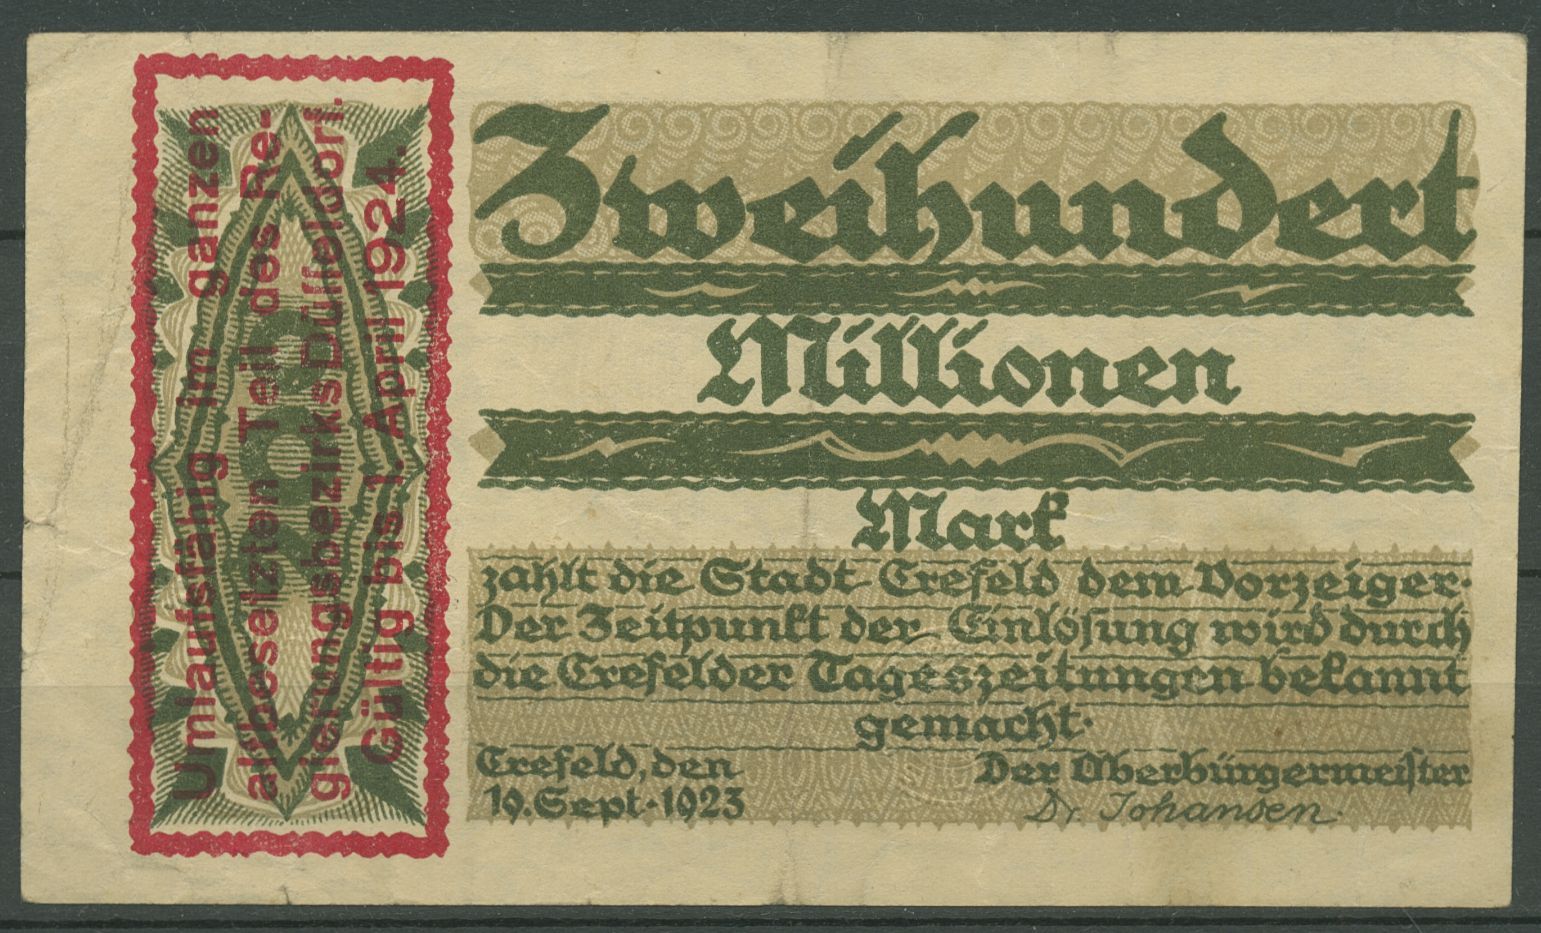 Umlaufsfähig im ganzen
altbesetzten Teil des Re-
gierungsbezirks Düsseldorf.
Gültig bis 1. April 1924.
200
Zweihundert
Millionen
Mark
zahlt die Stadt Crefeld dem Vorzeiger.
Der Zeitpunkt der Einlösung wird durch
die Crefelder Tageszeitungen bekannt
gemacht.
Crefeld, den
19. Sept. 1923
Der Oberbürgermeister
Dr. Johansen